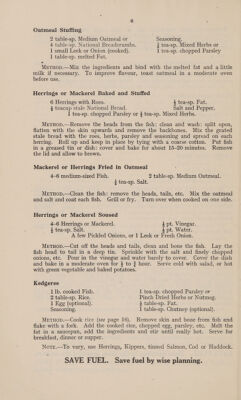 6
Oatmeal Stuffing
2 table-sp. Medium Oatmeal or
4 table-sp. National Breadcrumbs.
1 small Leek or Onion (cooked).
1 table-sp. melted Fat.
Seasoning.
½ tea-sp. Mixed Herbs or
1 tea-sp. chopped Parsley
METHOD.—Mix the ingredients and bind with the melted fat and a little
milk if necessary. To improve flavour, toast oatmeal in a moderate oven
before use.
Herrings or Mackerel Baked and Stuffed
6 Herrings with Roes.
stale National Bread.
tea-sp. Fat.
Salt and Pepper.
1 tea-sp. chopped Parsley or ½ tea-sp. Mixed Herbs.
METHOD.—Remove the heads from the fish; clean and wash; split open,
flatten with the skin upwards and remove the backbones. Mix the grated
stale bread with the roes, herbs, parsley and seasoning and spread on each
herring. Roll up and keep in place by tying with a coarse cotton. Put fish
in a greased tin or dish; cover and bake for about 15-20 minutes. Remove
the lid and allow to brown.
Mackerel or Herrings Fried in Oatmeal
4-6 medium-sized Fish.
2 table-sp. Medium Oatmeal.
½ tea-sp. Salt.
METHOD.—Clean the fish: remove the heads, tails, etc. Mix the oatmeal
and salt and coat each fish. Grill or fry. Turn over when cooked on one side.
Herrings or Mackerel Soused
4-6 Herrings or Mackerel.
tea-sp. Salt.
pt. Vinegar.
pt. Water.
A few Pickled Onions, or 1 Leek or Fresh Onion.
METHOD.—Cut off the heads and tails, clean and bone the fish. Lay the
fish head to tail in a deep tin. Sprinkle with the salt and finely chopped
onions, etc. Pour in the vinegar and water barely to cover. Cover the dish
and bake in a moderate oven for ½ to ¾ hour. Serve cold with salad, or hot
with green vegetable and baked potatoes.
Kedgeree
1 lb. cooked Fish.
2 table-sp. Rice.
1 Egg (optional).
Seasoning.
1 tea-sp. chopped Parsley or
Pinch Dried Herbs or Nutmeg.
table-sp. Fat.
1 table-sp. Chutney (optional).
METHOD.—Cook rice (see page 16). Remove skin and bone from fish and
flake with a fork. Add the cooked rice, chopped egg, parsley, etc. Melt the
fat in a saucepan, add the ingredients and stir until really hot. Serve for
breakfast, dinner or supper.
NOTE.—To vary, use Herrings, Kippers, tinned Salmon, Cod or Haddock.
SAVE FUEL. Save fuel by wise planning.